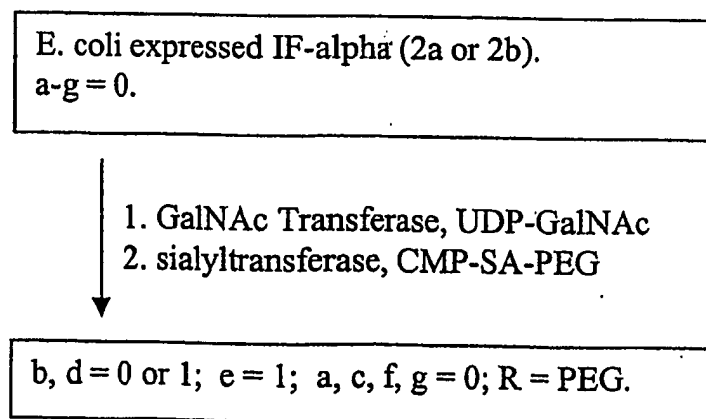 E. coli expressed IF-alpha (2a or 2b).
a-g = 0.
1. GalNAc Transferase, UDP-GalNAc
2. sialyltransferase, CMP-SA-PEG
b, d = 0 or 1; e = 1; a, c, f, g = 0; R = PEG.